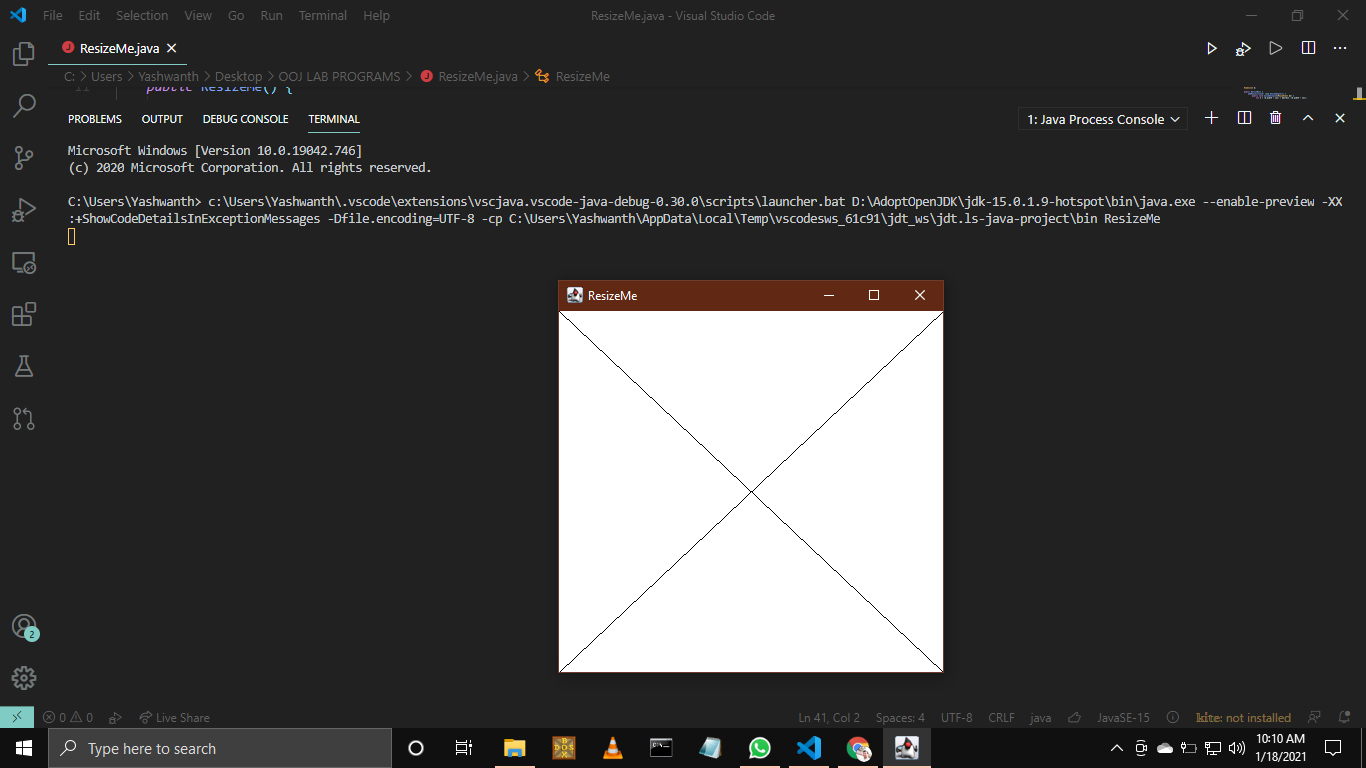 File Edit Selection View Go Run Terminal Help ResizeMe.java - Visual Studio Code
J ResizeMe.java
C: > Users > Yashwanth > Desktop > OOJ LAB PROGRAMS > J ResizeMe.java > ResizeMe
11 public ResizeMe() {
PROBLEMS OUTPUT DEBUG CONSOLE TERMINAL 1: Java Process Console
Microsoft Windows [Version 10.0.19042.746]
(c) 2020 Microsoft Corporation. All rights reserved.
C:\Users\Yashwanth> c:\Users\Yashwanth\.vscode\extensions\vscjava.vscode-java-debug-0.30.0\scripts\launcher.bat D:\AdoptOpenJDK\jdk-15.0.1.9-hotspot\bin\java.exe --enable-preview -XX
:+ShowCodeDetailsInExceptionMessages -Dfile.encoding=UTF-8 -cp C:\Users\Yashwanth\AppData\Local\Temp\vscodesws_61c91\jdt_ws\jdt.ls-java-project\bin ResizeMe
ResizeMe
2
0 0 Live Share Ln 41, Col 2 Spaces: 4 UTF-8 CRLF java JavaSE-15 kite: not installed
Type here to search
DOS
10:10 AM
1/18/2021